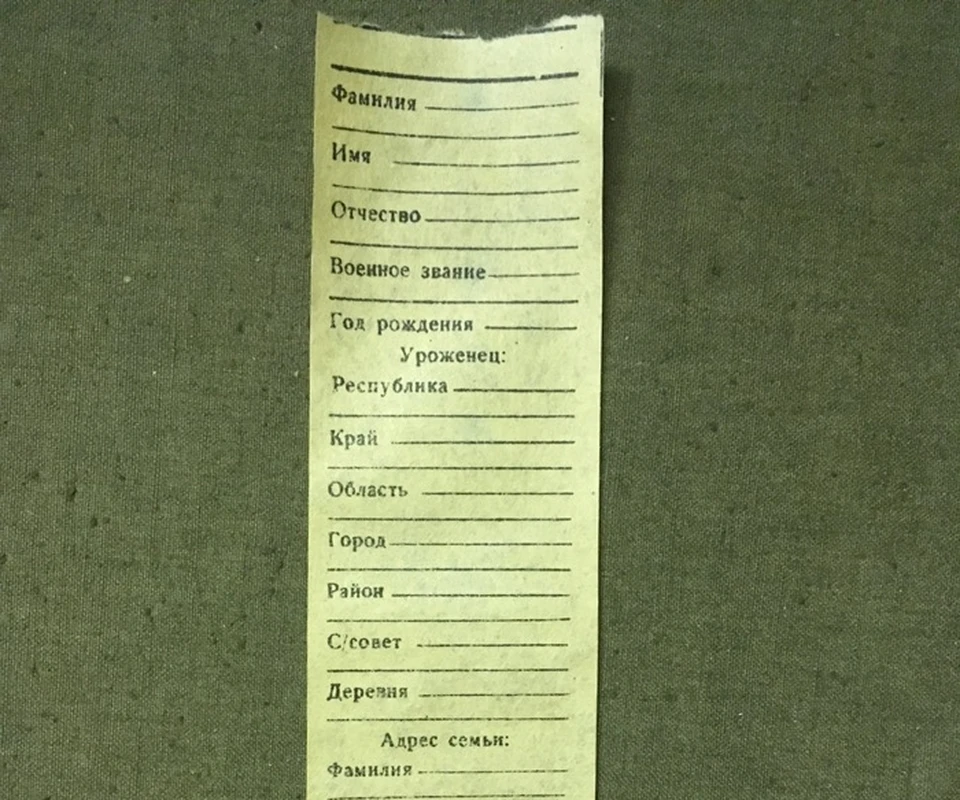 Фамилия
Имя
Отчество
Военное звание
Год рождения
Уроженец:
Республика
Край
Область
Город
Район
С/совет
Деревня
Адрес семьи:
Фамилия